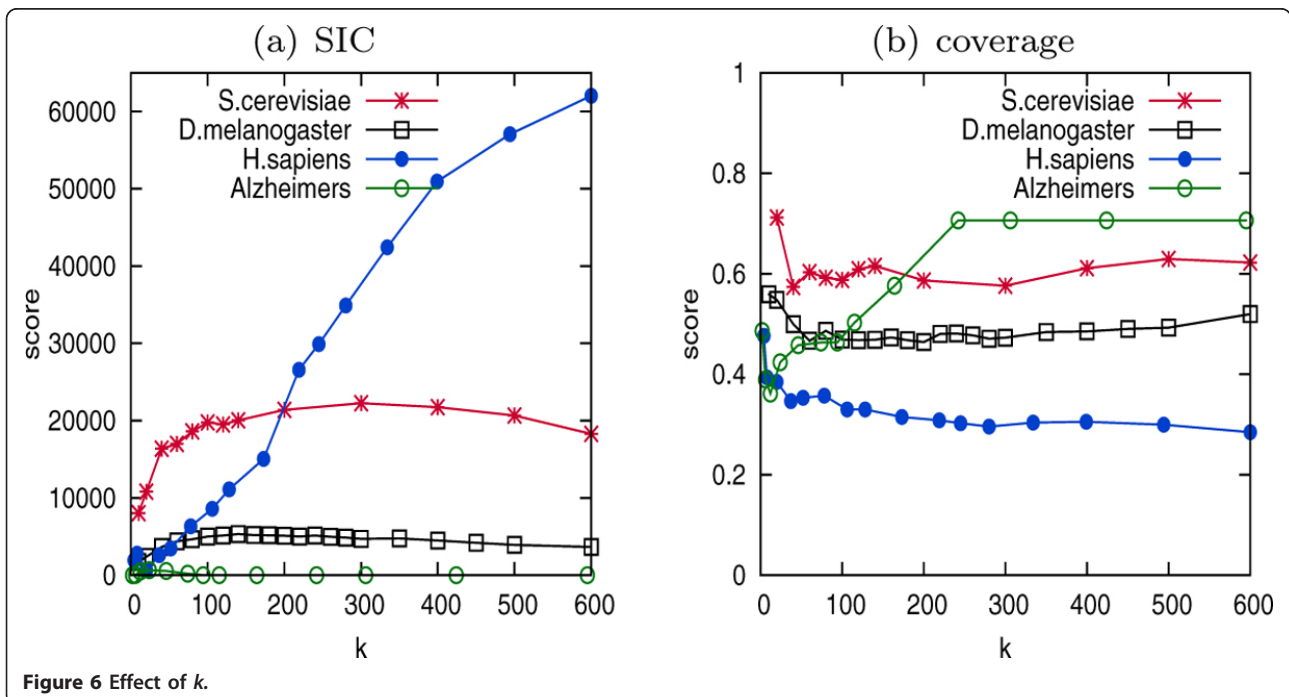 (a) SIC
60000
50000
40000
30000
20000
10000
0
score
S.cerevisiae
D.melanogaster
H.sapiens
Alzheimers
0 100 200 300 400 500 600
k
(b) coverage
1
0.8
0.6
0.4
0.2
0
score
S.cerevisiae
D.melanogaster
H.sapiens
Alzheimers
0 100 200 300 400 500 600
k
Figure 6 Effect of k.